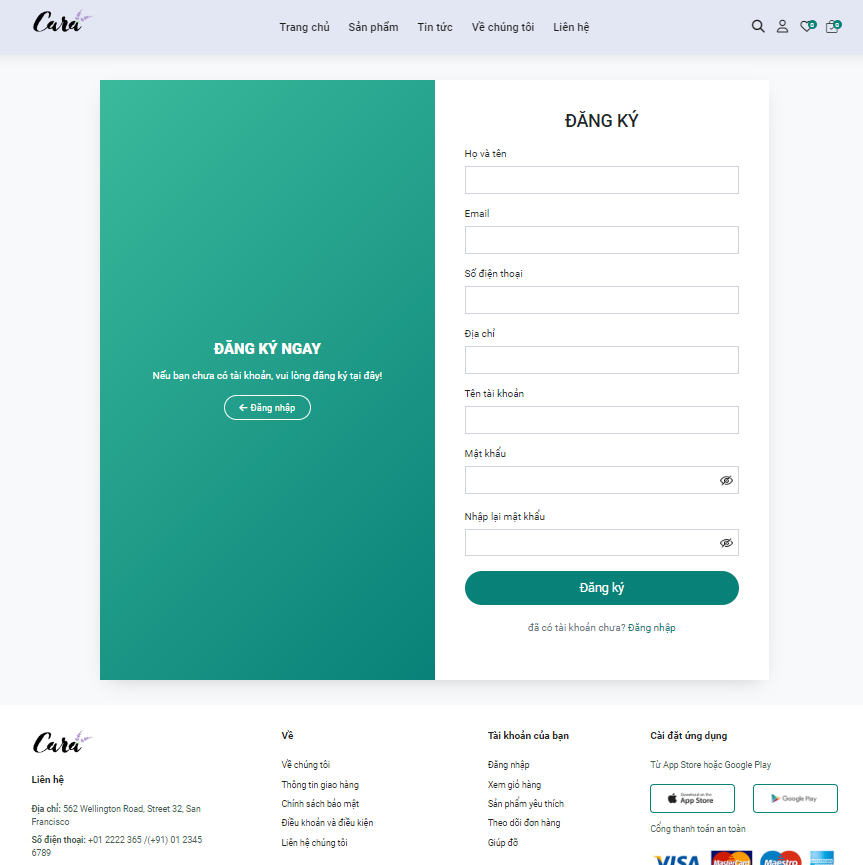 Cara
Trang chủ Sản phẩm Tin tức Về chúng tôi Liên hệ
0 0
ĐĂNG KÝ NGAY
Nếu bạn chưa có tài khoản, vui lòng đăng ký tại đây!
← Đăng nhập
ĐĂNG KÝ
Họ và tên
Email
Số điện thoại
Địa chỉ
Tên tài khoản
Mật khẩu
Nhập lại mật khẩu
Đăng ký
đã có tài khoản chưa? Đăng nhập
Cara
Liên hệ
Địa chỉ: 562 Wellington Road, Street 32, San
Francisco
Số điện thoại: +01 2222 365 /(+91) 01 2345
6789
Về
Về chúng tôi
Thông tin giao hàng
Chính sách bảo mật
Điều khoản và điều kiện
Liên hệ chúng tôi
Tài khoản của bạn
Đăng nhập
Xem giỏ hàng
Sản phẩm yêu thích
Theo dõi đơn hàng
Giúp đỡ
Cài đặt ứng dụng
Từ App Store hoặc Google Play
Download on the
App Store
Google Play
Cổng thanh toán an toàn
VISA MasterCard Maestro